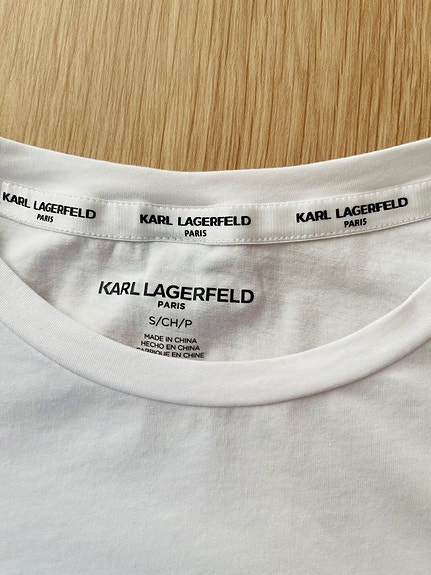 KARL LAGERFELD
PARIS
KARL LAGERFELD
PARIS
KARL LAGERFELD
PARIS
KARL LAGERFELD
PARIS
S/CH/P
MADE IN CHINA
HECHO EN CHINA
FABRIQUÉ EN CHINE